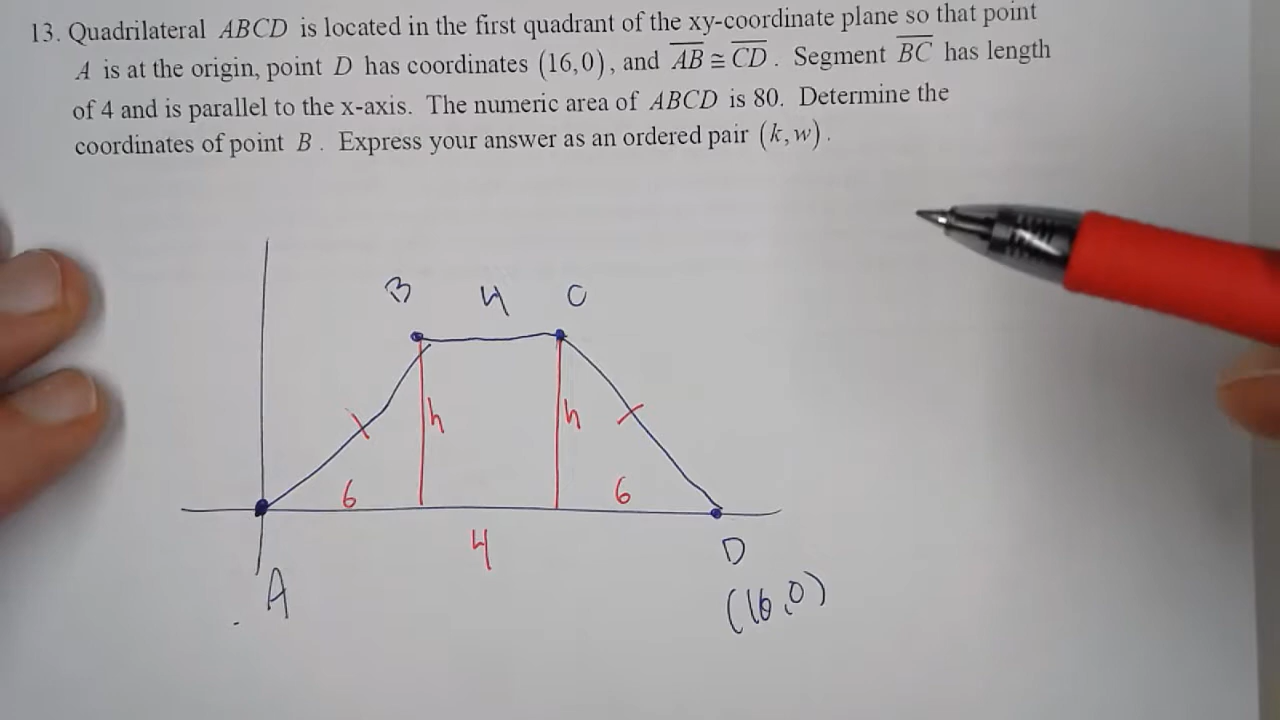 13. Quadrilateral ABCD is located in the first quadrant of the xy-coordinate plane so that point
A is at the origin, point D has coordinates (16,0), and AB ≅ CD. Segment BC has length
of 4 and is parallel to the x-axis. The numeric area of ABCD is 80. Determine the
coordinates of point B. Express your answer as an ordered pair (k,w).
B 4 C
h h
6 6
4
A D
(16,0)